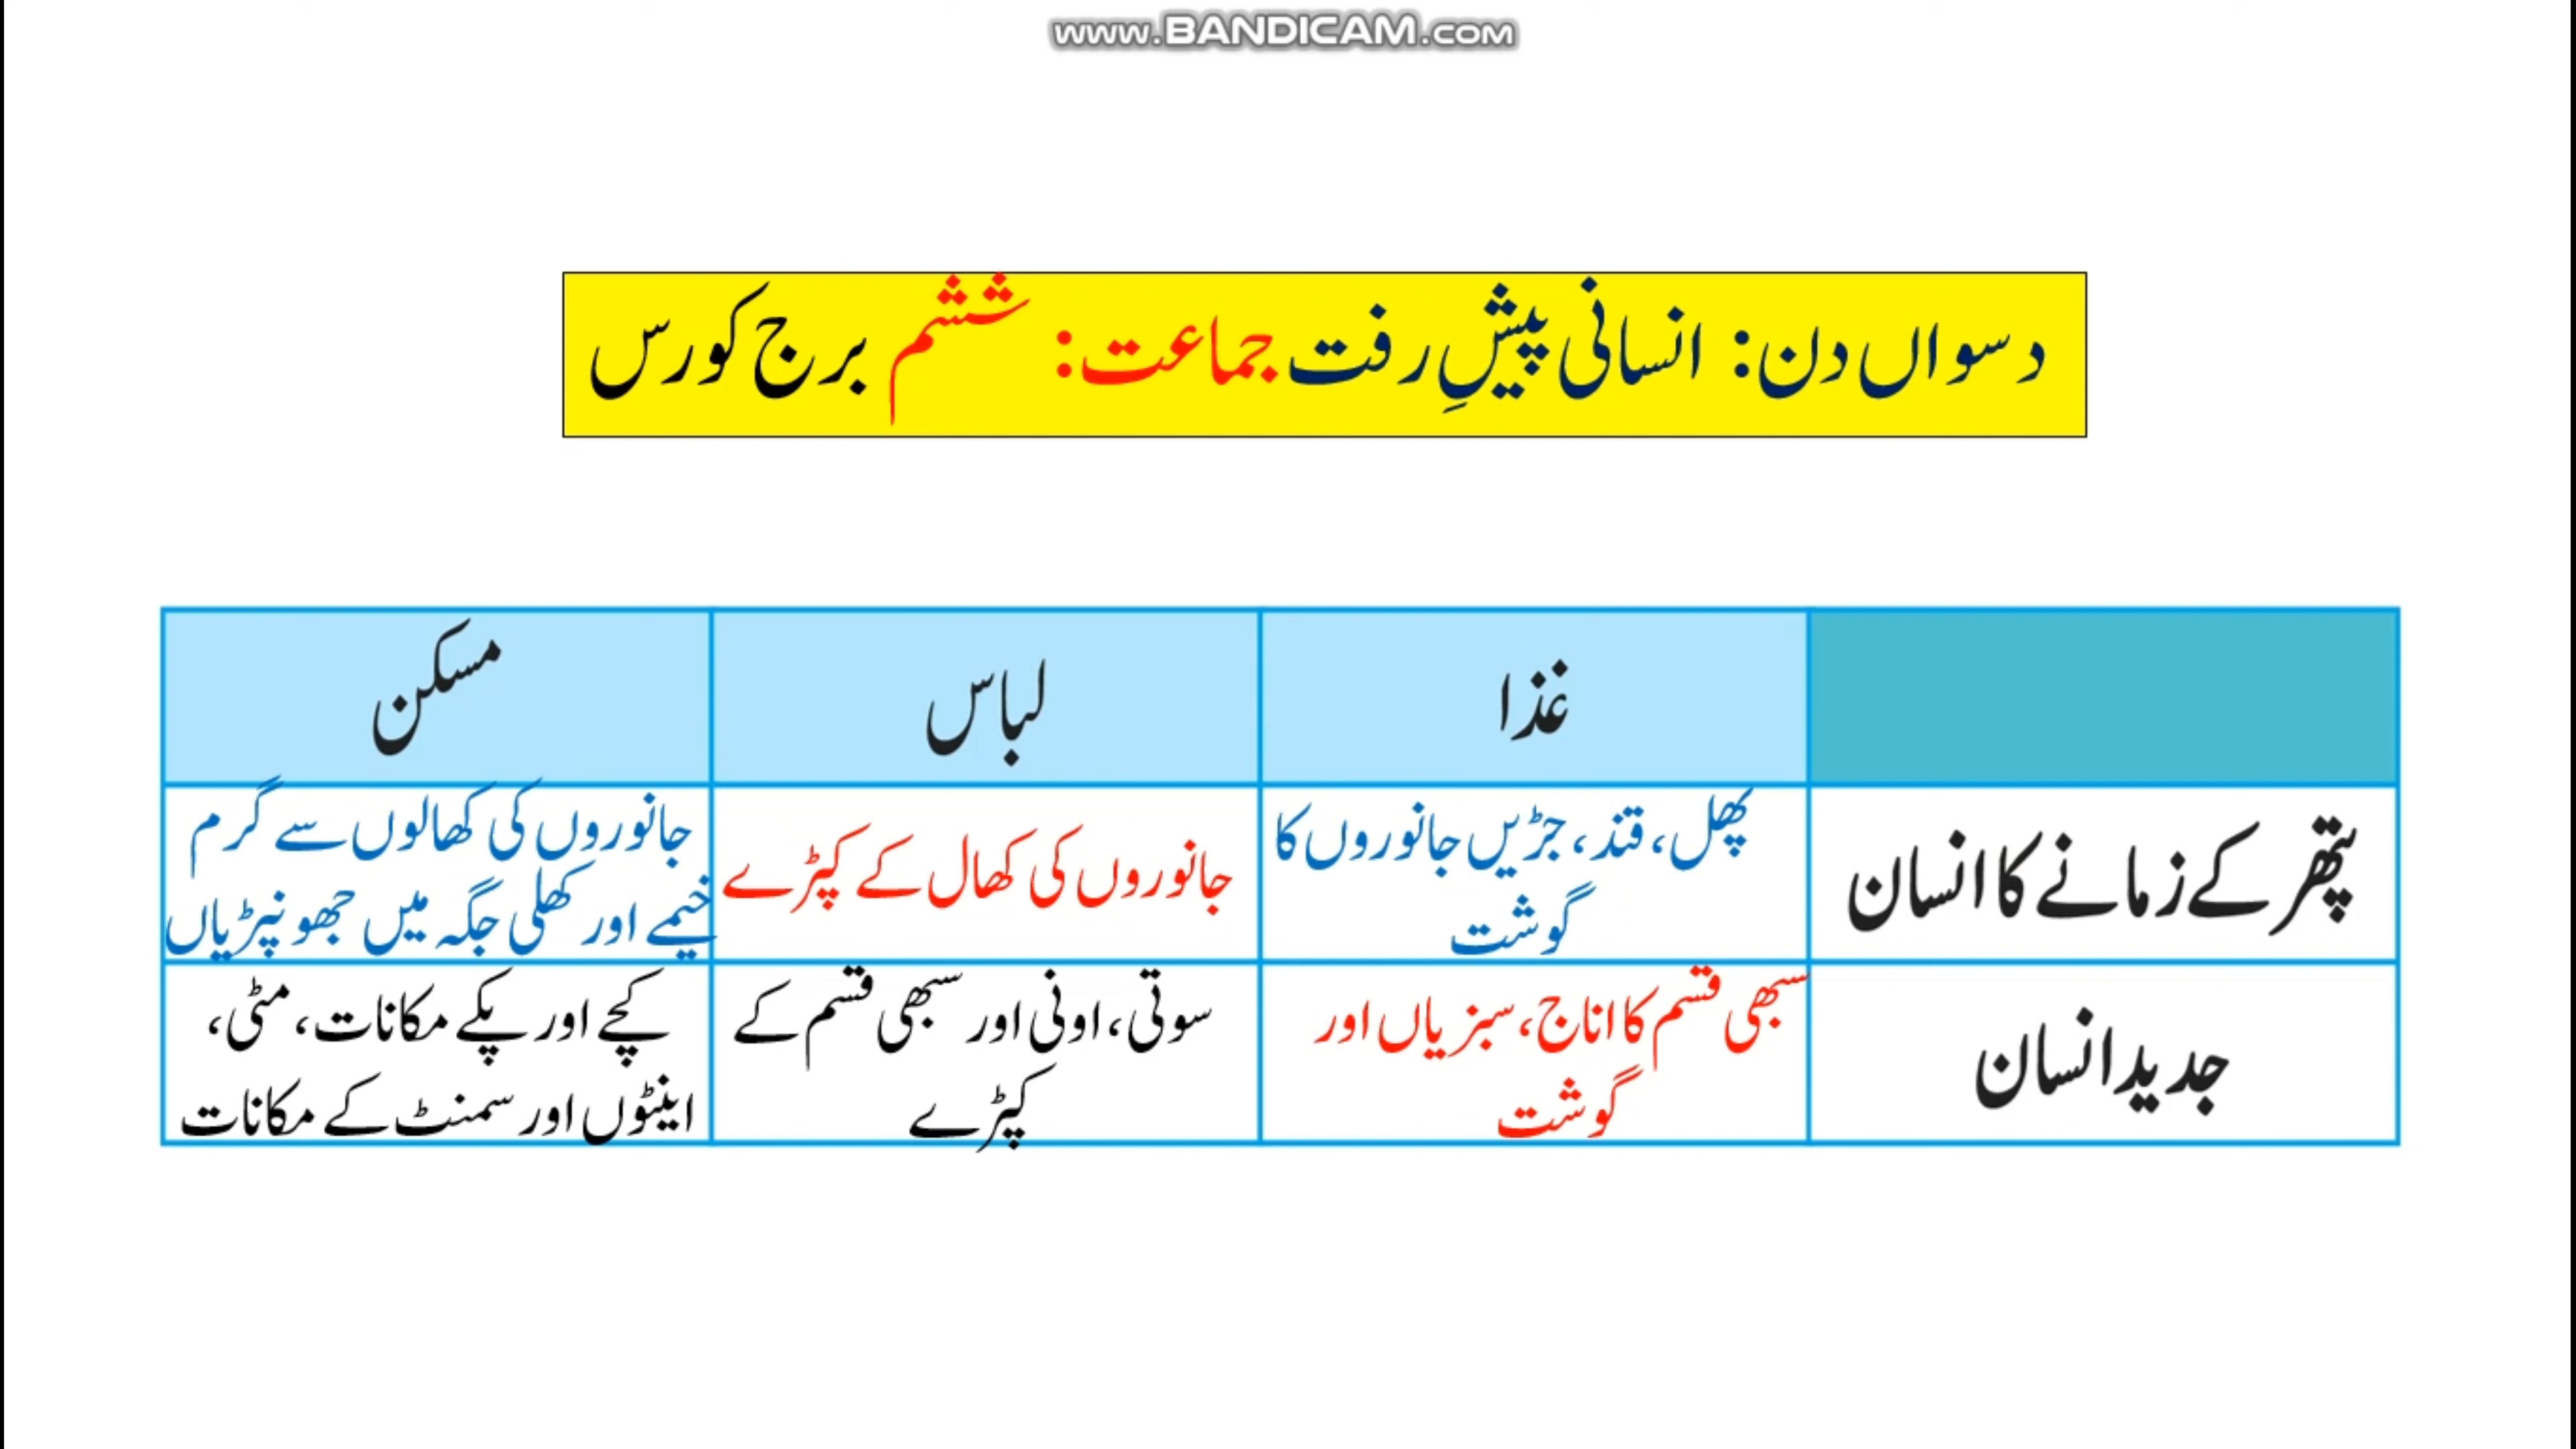 www.BANDICAM.com
دسواں دن: انسانی پیشِ رفت جماعت: ششم برج کورس
غذا
لباس
مسکن
پتھر کے زمانے کا انسان
پھل، قند، جڑیں جانوروں کا
گوشت
جانوروں کی کھال کے کپڑے
جانوروں کی کھالوں سے گرم
خیمے اور کھلی جگہ میں جھونپڑیاں
جدید انسان
سبھی قسم کا اناج، سبزیاں اور
گوشت
سوتی، اونی اور سبھی قسم کے
کپڑے
کچے اور پکے مکانات، مٹی،
اینٹوں اور سمنٹ کے مکانات